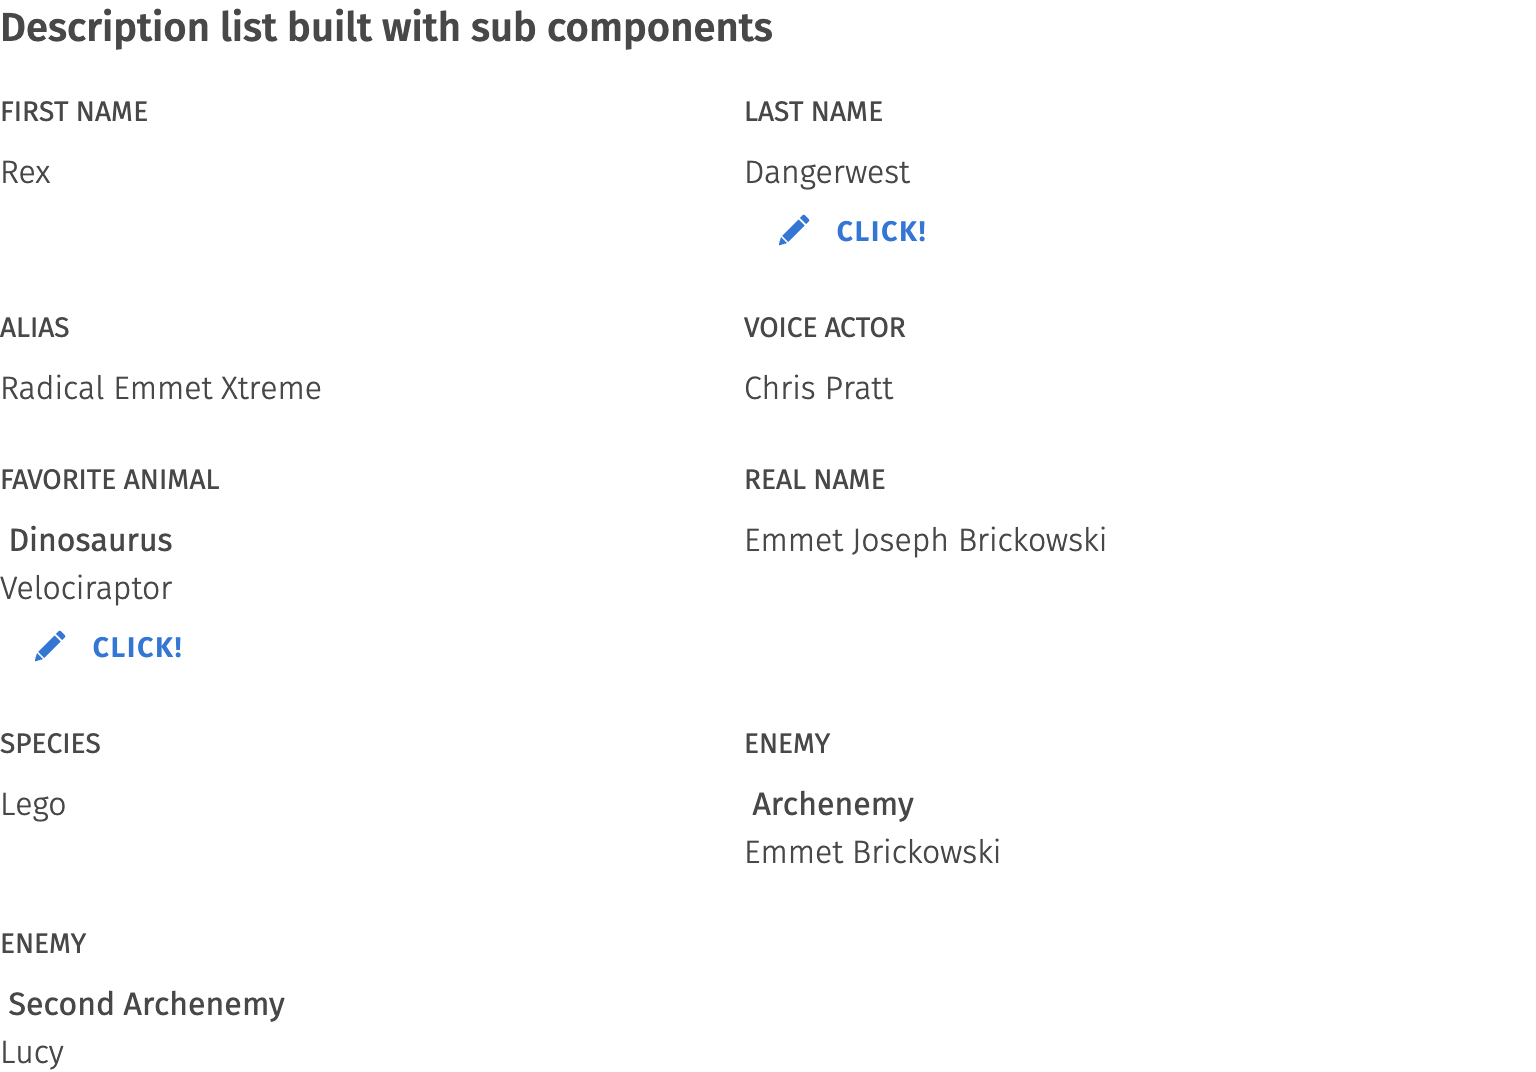 Description list built with sub components
FIRST NAME
Rex
LAST NAME
Dangerwest
CLICK!
ALIAS
Radical Emmet Xtreme
VOICE ACTOR
Chris Pratt
FAVORITE ANIMAL
Dinosaurus
Velociraptor
CLICK!
REAL NAME
Emmet Joseph Brickowski
SPECIES
Lego
ENEMY
Archenemy
Emmet Brickowski
ENEMY
Second Archenemy
Lucy